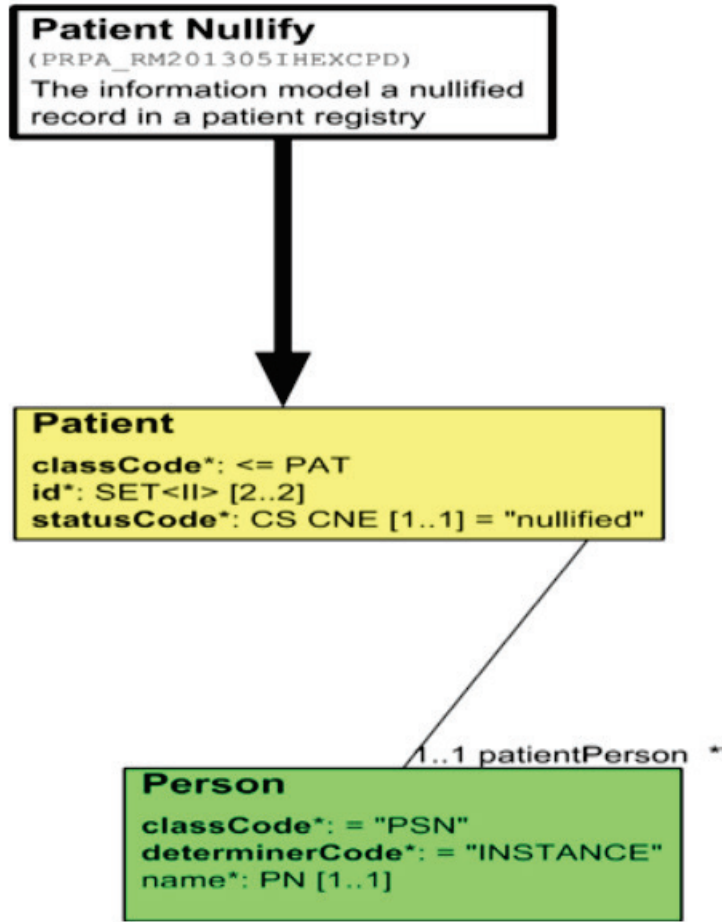 Patient Nullify
(PRPA_RM201305IHEXCPD)
The information model a nullified
record in a patient registry
Patient
classCode*: <= PAT
id*: SET<II> [2..2]
statusCode*: CS CNE [1..1] = "nullified"
1..1 patientPerson *
Person
classCode*: = "PSN"
determinerCode*: = "INSTANCE"
name*: PN [1..1]